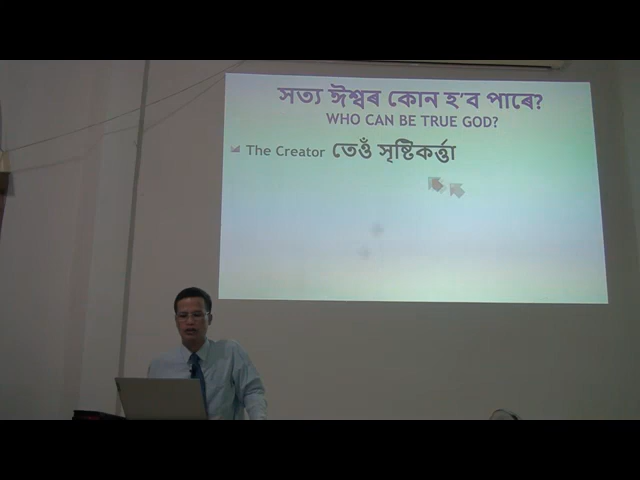 সত্য ঈশ্বৰ কোন হ'ব পাৰে?
WHO CAN BE TRUE GOD?
The Creator তেওঁ সৃষ্টিকৰ্ত্তা